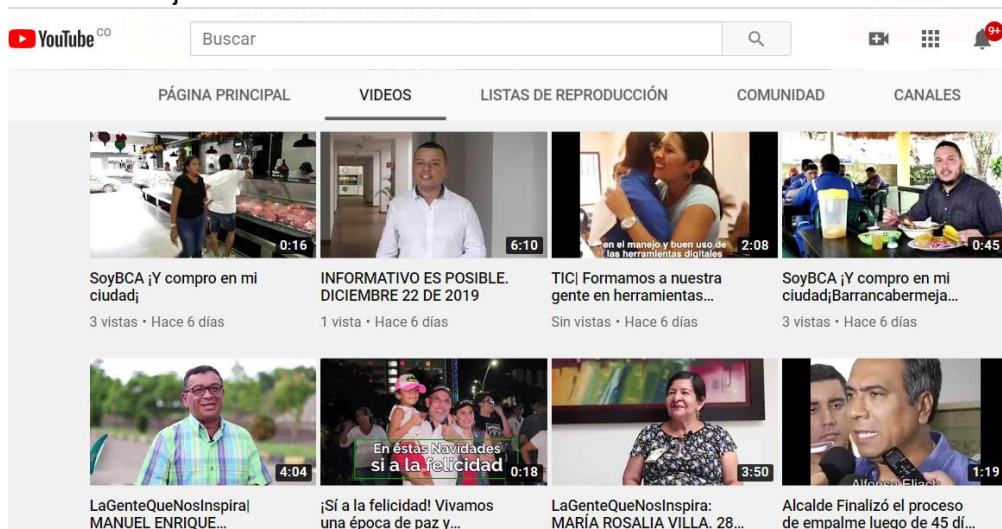 YouTube CO
Buscar
9+
PÁGINA PRINCIPAL VIDEOS LISTAS DE REPRODUCCIÓN COMUNIDAD CANALES
0:16
6:10
en el manejo y buen uso de
las herramientas digitales
2:08
0:45
SoyBCA ¡Y compro en mi
ciudad¡
3 vistas • Hace 6 días
INFORMATIVO ES POSIBLE.
DICIEMBRE 22 DE 2019
1 vista • Hace 6 días
TIC| Formamos a nuestra
gente en herramientas...
Sin vistas • Hace 6 días
SoyBCA ¡Y compro en mi
ciudad¡Barrancabermeja...
3 vistas • Hace 6 días
4:04
En estas Navidades
si a la felicidad
0:18
3:50
Alfonso Eliach
1:19
LaGenteQueNosInspira|
MANUEL ENRIQUE...
¡Sí a la felicidad! Vivamos
una época de paz y...
LaGenteQueNosInspira:
MARÍA ROSALIA VILLA. 28...
Alcalde Finalizó el proceso
de empalme luego de 45 dí...